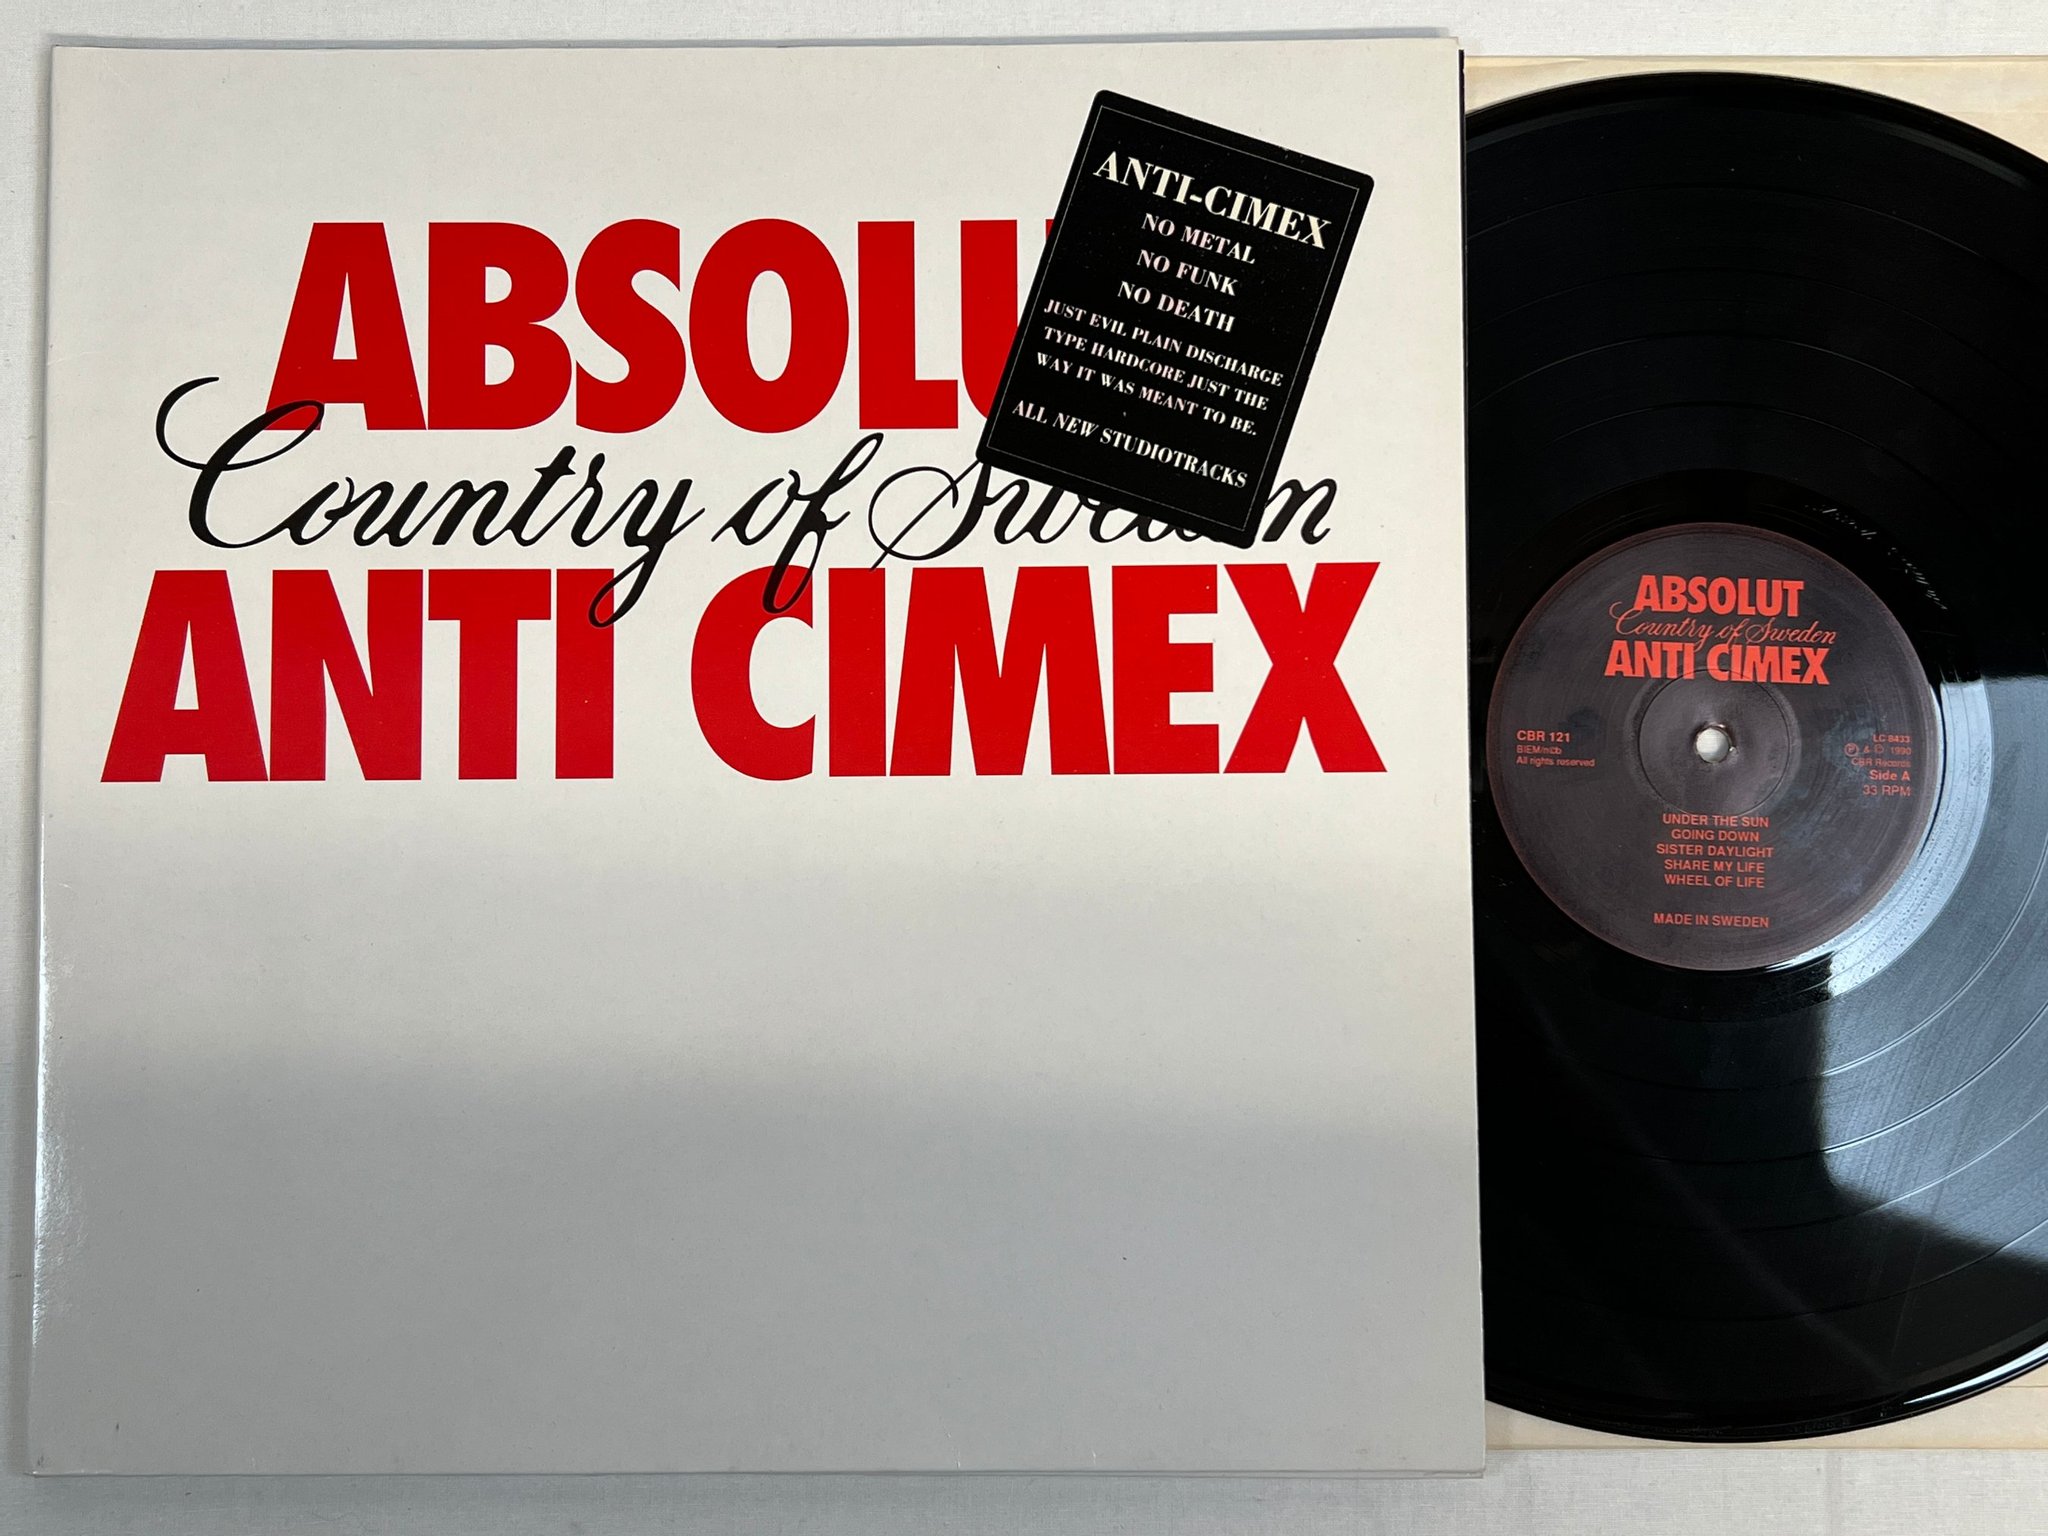 ABSOLU
Country of Sweden
ANTI CIMEX
ANTI-CIMEX
NO METAL
NO FUNK
NO DEATH
JUST EVIL PLAIN DISCHARGE
TYPE HARDCORE JUST THE
WAY IT WAS MEANT TO BE.
ALL NEW STUDIOTRACKS
ABSOLUT
Country of Sweden
ANTI CIMEX
CBR 121
BIEM/n©b
All rights reserved
LC 8433
Ⓟ & © 1990
CBR Records
Side A
33 RPM
UNDER THE SUN
GOING DOWN
SISTER DAYLIGHT
SHARE MY LIFE
WHEEL OF LIFE
MADE IN SWEDEN